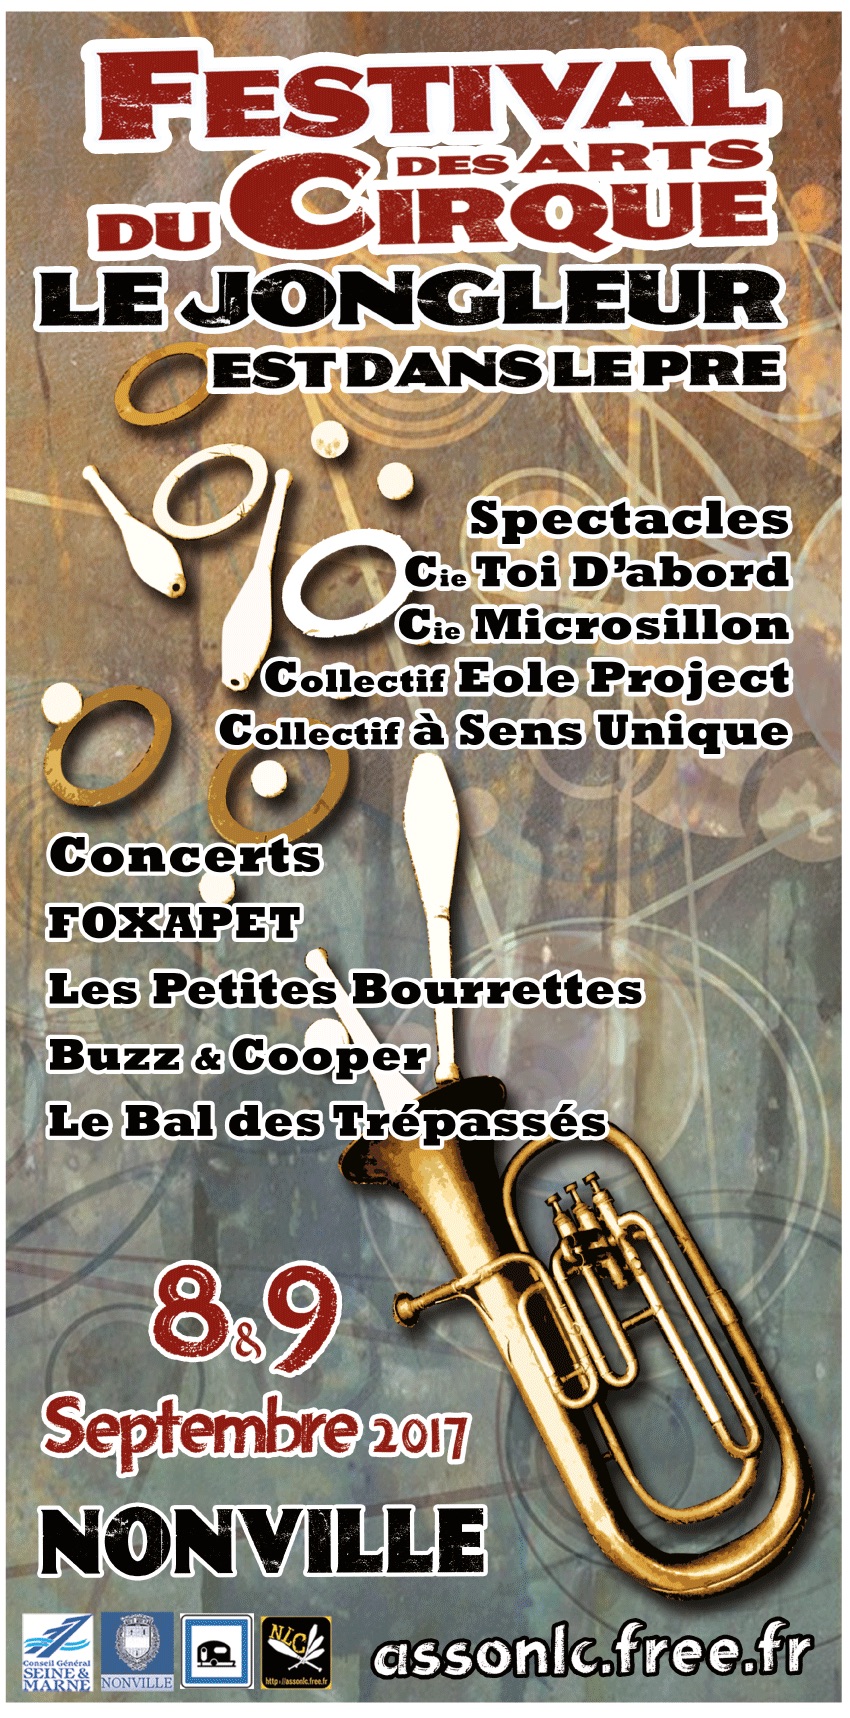 FESTIVAL
DES ARTS
DU CIRQUE
LE JONGLEUR
EST DANS LE PRE
Spectacles
Cie Toi D'abord
Cie Microsillon
Collectif Eole Project
Collectif à Sens Unique
Concerts
FOXAPET
Les Petites Bourrettes
Buzz & Cooper
Le Bal des Trépassés
8 & 9
Septembre 2017
NONVILLE
Conseil Général
SEINE &
MARNE
NONVILLE
NLC
http://assonlc.free.fr
assonlc.free.fr